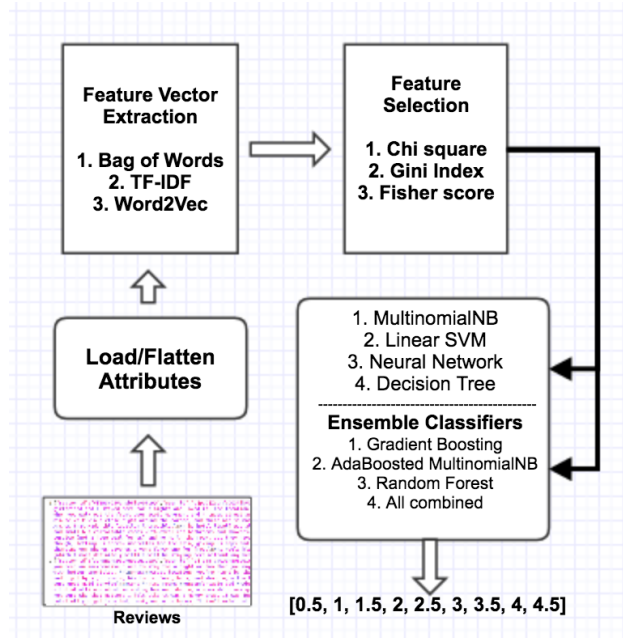 Feature Vector
Extraction
1. Bag of Words
2. TF-IDF
3. Word2Vec
Feature
Selection
1. Chi square
2. Gini Index
3. Fisher score
Load/Flatten
Attributes
Reviews
1. MultinomialNB
2. Linear SVM
3. Neural Network
4. Decision Tree
Ensemble Classifiers
1. Gradient Boosting
2. AdaBoosted MultinomialNB
3. Random Forest
4. All combined
[0.5, 1, 1.5, 2, 2.5, 3, 3.5, 4, 4.5]